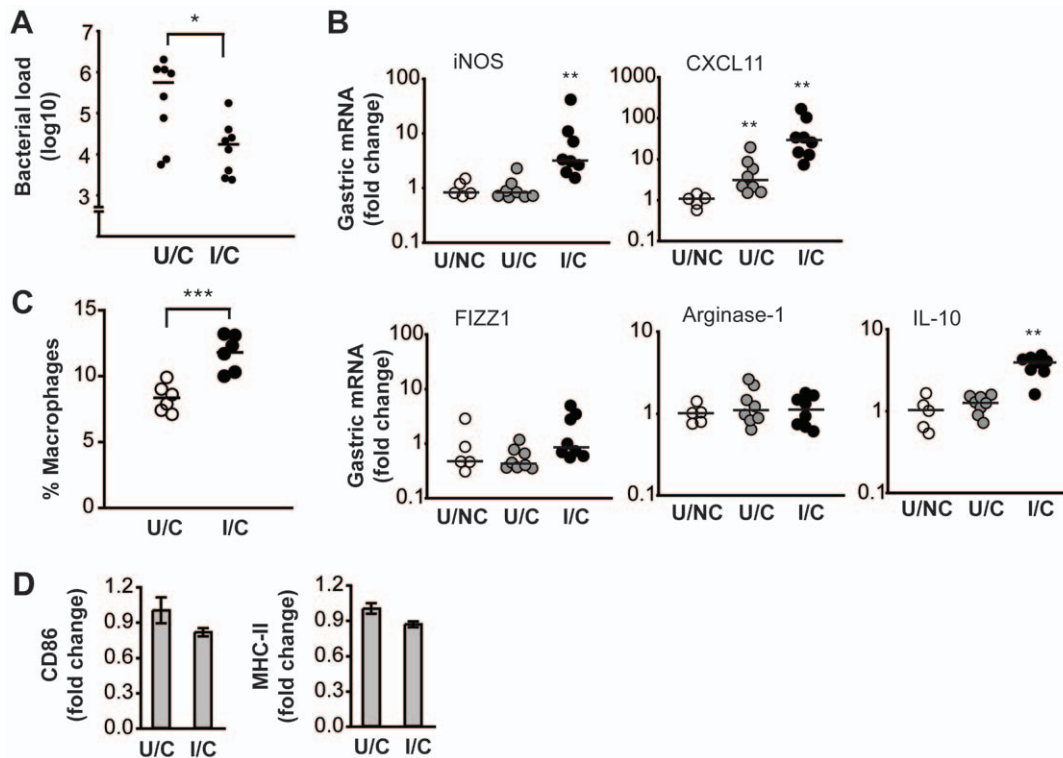 A
Bacterial load
(log10)
7
6
5
4
3
*
U/C I/C
B
Gastric mRNA
(fold change)
iNOS
100
10
1
0.1
**
U/NC U/C I/C
CXCL11
1000
100
10
1
0.1
**
**
U/NC U/C I/C
C
% Macrophages
15
10
5
0
***
U/C I/C
Gastric mRNA
(fold change)
FIZZ1
100
10
1
0.1
U/NC U/C I/C
Arginase-1
10
1
0.1
U/NC U/C I/C
IL-10
10
1
0.1
**
U/NC U/C I/C
D
CD86
(fold change)
1.2
0.9
0.6
0.3
0.0
U/C I/C
MHC-II
(fold change)
1.2
0.9
0.6
0.3
0.0
U/C I/C